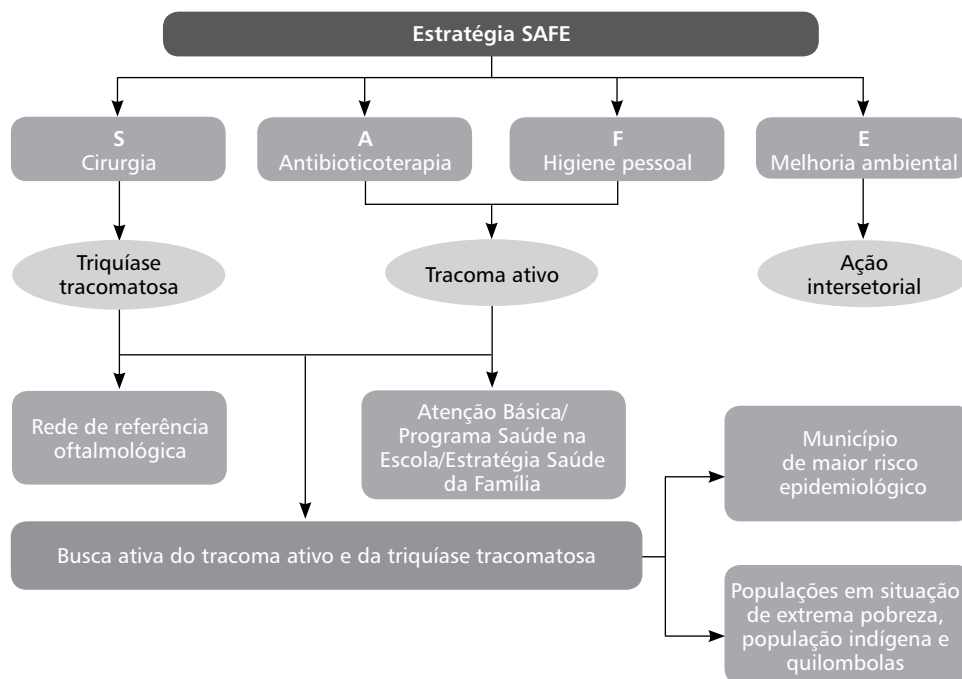 Estratégia SAFE
S
Cirurgia
A
Antibioticoterapia
F
Higiene pessoal
E
Melhoria ambiental
Triquíase
tracomatosa
Tracoma ativo
Ação
intersetorial
Rede de referência
oftalmológica
Atenção Básica/
Programa Saúde na
Escola/Estratégia Saúde
da Família
Município
de maior risco
epidemiológico
Busca ativa do tracoma ativo e da triquíase tracomatosa
Populações em situação
de extrema pobreza,
população indígena e
quilombolas